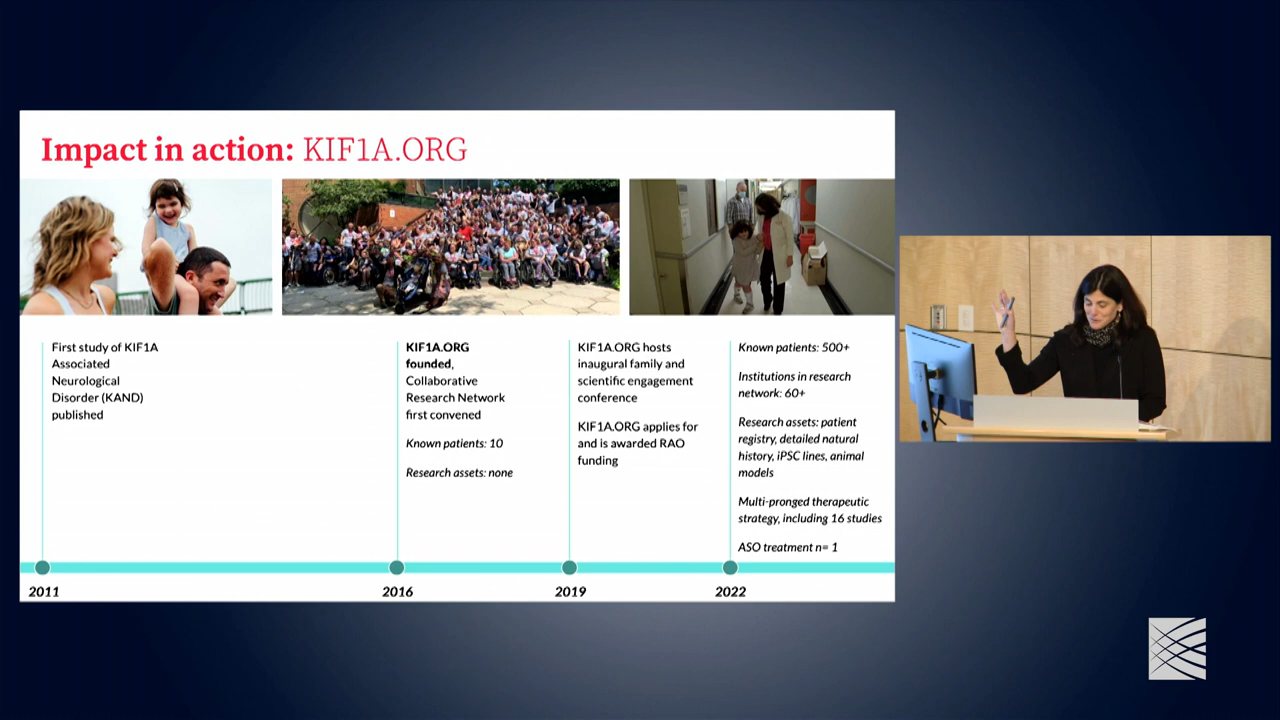 Impact in action: KIF1A.ORG
First study of KIF1A
Associated
Neurological
Disorder (KAND)
published
KIF1A.ORG
founded,
Collaborative
Research Network
first convened
Known patients: 10
Research assets: none
KIF1A.ORG hosts
inaugural family and
scientific engagement
conference
KIF1A.ORG applies for
and is awarded RAO
funding
Known patients: 500+
Institutions in research
network: 60+
Research assets: patient
registry, detailed natural
history, iPSC lines, animal
models
Multi-pronged therapeutic
strategy, including 16 studies
ASO treatment n= 1
2011
2016
2019
2022